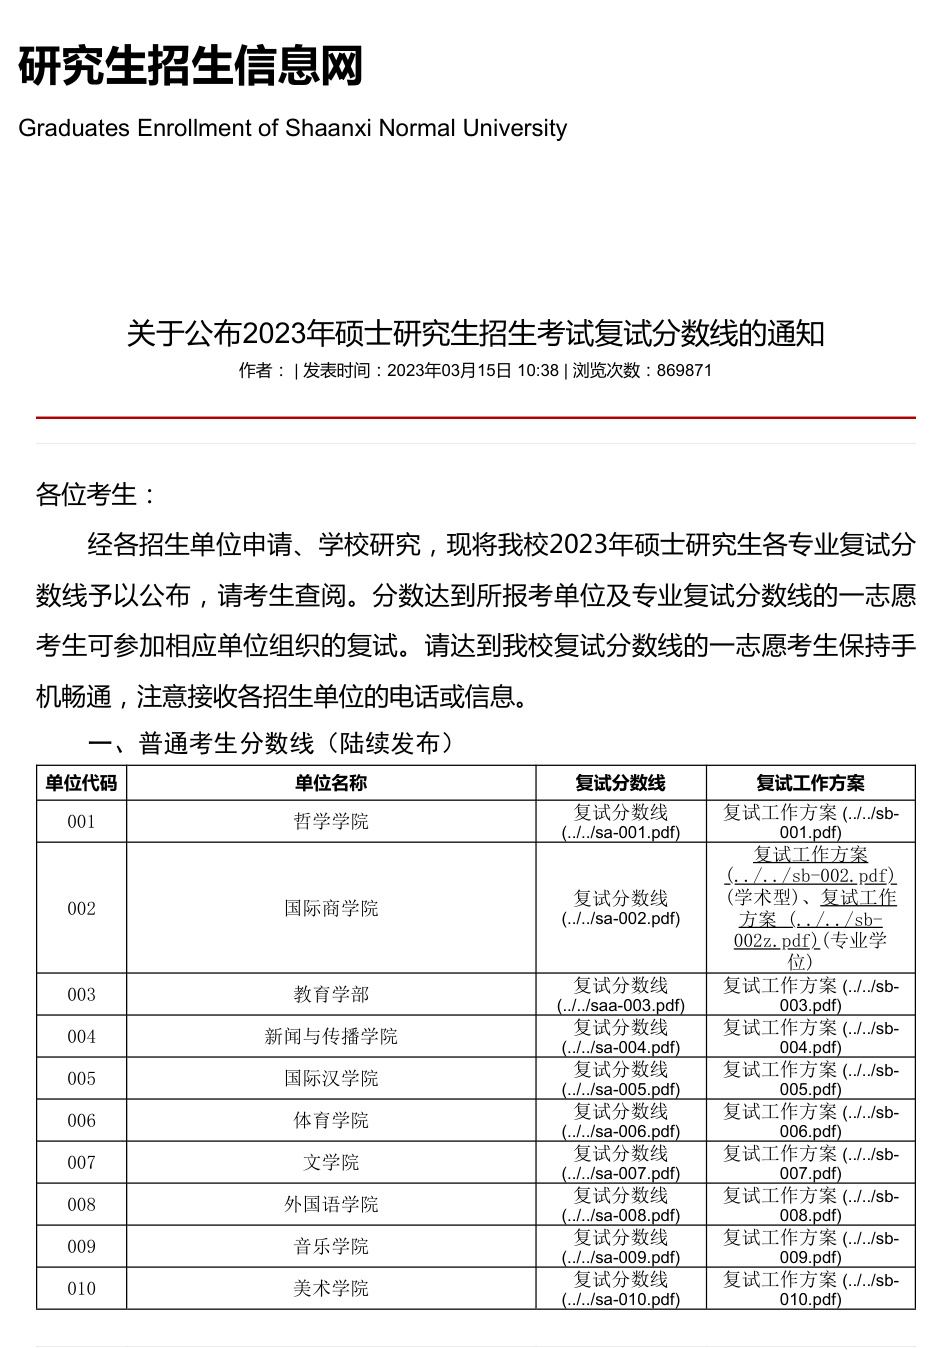 研究生招生信息网
Graduates Enrollment of Shaanxi Normal University
关于公布2023年硕士研究生招生考试复试分数线的通知
作者： | 发表时间：2023年03月15日 10:38 | 浏览次数：869871
各位考生：
经各招生单位申请、学校研究，现将我校2023年硕士研究生各专业复试分
数线予以公布，请考生查阅。分数达到所报考单位及专业复试分数线的一志愿
考生可参加相应单位组织的复试。请达到我校复试分数线的一志愿考生保持手
机畅通，注意接收各招生单位的电话或信息。
一、普通考生分数线（陆续发布）
单位代码 单位名称 复试分数线 复试工作方案
001 哲学学院 复试分数线 复试工作方案 (../../sb-
(../../sa-001.pdf) 001.pdf)
复试工作方案
(../../sb-002.pdf)
002 国际商学院 复试分数线 (学术型)、复试工作
(../../sa-002.pdf) 方案 (../../sb-
002z.pdf)(专业学
位)
003 教育学部 复试分数线 复试工作方案 (../../sb-
(../../saa-003.pdf) 003.pdf)
004 新闻与传播学院 复试分数线 复试工作方案 (../../sb-
(../../sa-004.pdf) 004.pdf)
005 国际汉学院 复试分数线 复试工作方案 (../../sb-
(../../sa-005.pdf) 005.pdf)
006 体育学院 复试分数线 复试工作方案 (../../sb-
(../../sa-006.pdf) 006.pdf)
007 文学院 复试分数线 复试工作方案 (../../sb-
(../../sa-007.pdf) 007.pdf)
008 外国语学院 复试分数线 复试工作方案 (../../sb-
(../../sa-008.pdf) 008.pdf)
009 音乐学院 复试分数线 复试工作方案 (../../sb-
(../../sa-009.pdf) 009.pdf)
010 美术学院 复试分数线 复试工作方案 (../../sb-
(../../sa-010.pdf) 010.pdf)